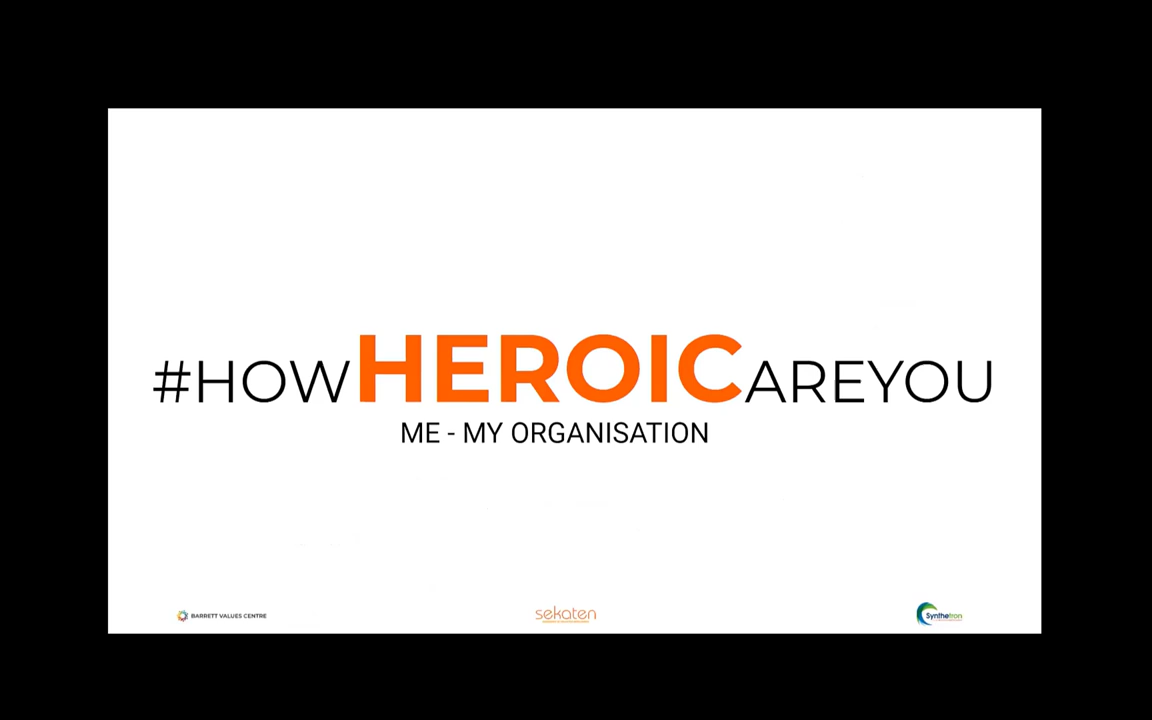 #HOWHEROICAREYOU
ME - MY ORGANISATION
BARRETT VALUES CENTRE
sekaten
Synthetron